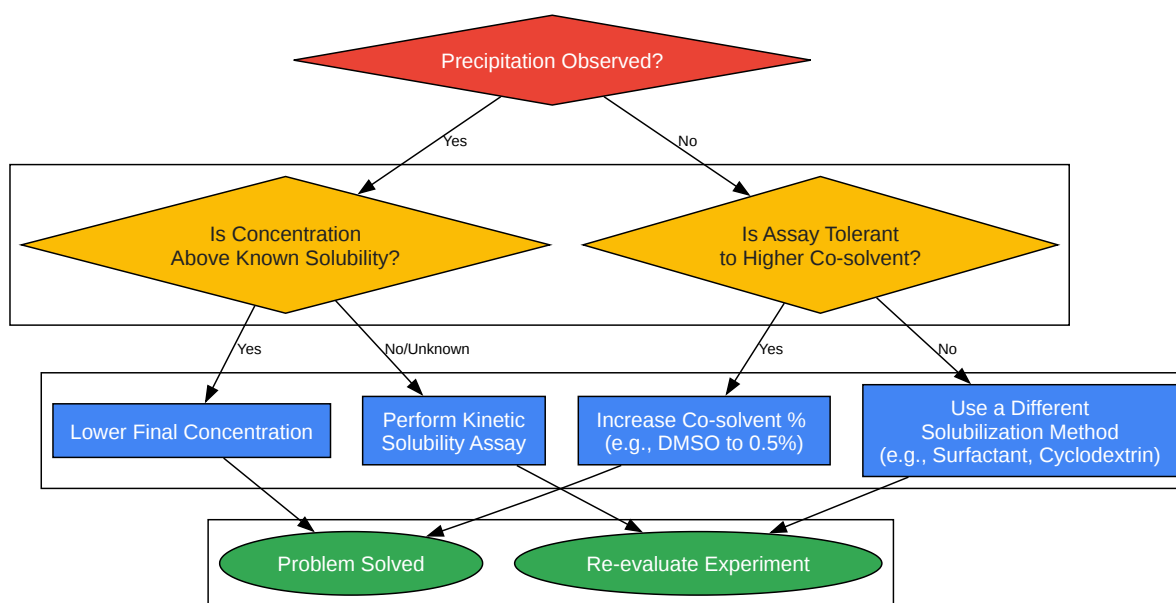 Precipitation Observed?
Yes
No
Is Concentration
Above Known Solubility?
Is Assay Tolerant
to Higher Co-solvent?
Yes
No/Unknown
Yes
No
Lower Final Concentration
Perform Kinetic
Solubility Assay
Increase Co-solvent %
(e.g., DMSO to 0.5%)
Use a Different
Solubilization Method
(e.g., Surfactant, Cyclodextrin)
Problem Solved
Re-evaluate Experiment